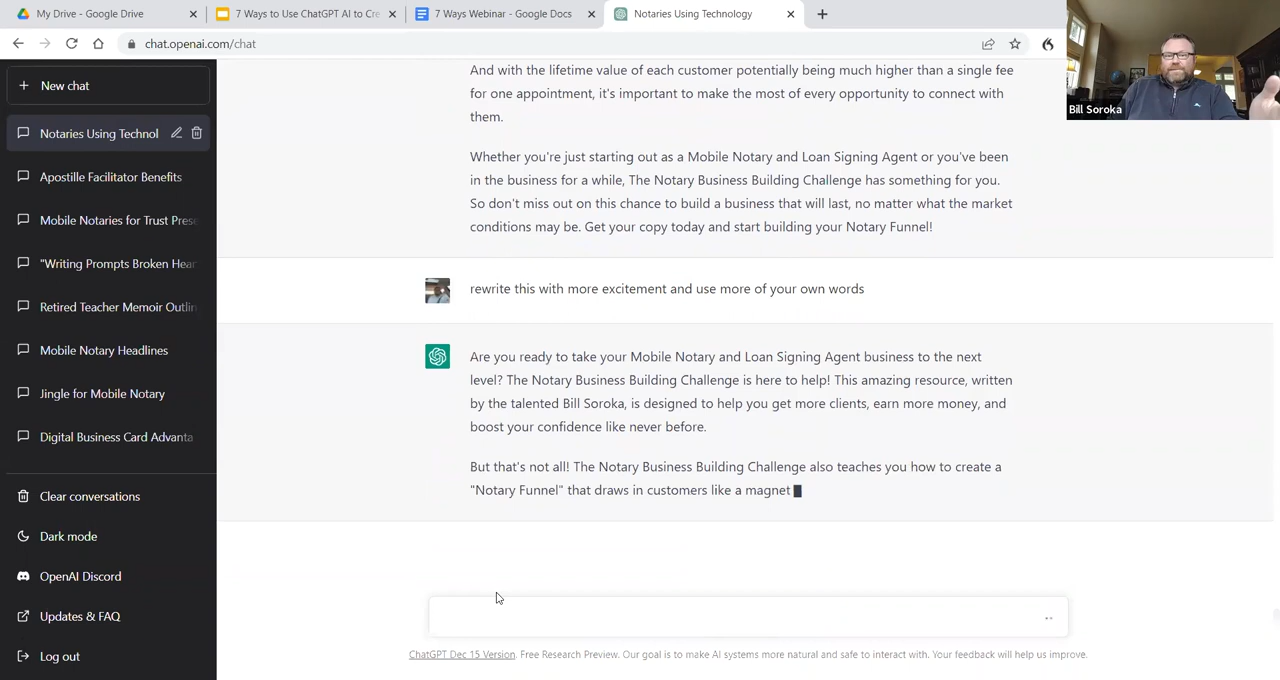 My Drive - Google Drive
7 Ways to Use ChatGPT AI to Cre
7 Ways Webinar - Google Docs
Notaries Using Technology
chat.openai.com/chat
Bill Soroka
New chat
Notaries Using Technol
Apostille Facilitator Benefits
Mobile Notaries for Trust Prese
"Writing Prompts Broken Hear
Retired Teacher Memoir Outlin
Mobile Notary Headlines
Jingle for Mobile Notary
Digital Business Card Advanta
Clear conversations
Dark mode
OpenAI Discord
Updates & FAQ
Log out
And with the lifetime value of each customer potentially being much higher than a single fee
for one appointment, it's important to make the most of every opportunity to connect with
them.
Whether you're just starting out as a Mobile Notary and Loan Signing Agent or you've been
in the business for a while, The Notary Business Building Challenge has something for you.
So don't miss out on this chance to build a business that will last, no matter what the market
conditions may be. Get your copy today and start building your Notary Funnel!
rewrite this with more excitement and use more of your own words
Are you ready to take your Mobile Notary and Loan Signing Agent business to the next
level? The Notary Business Building Challenge is here to help! This amazing resource, written
by the talented Bill Soroka, is designed to help you get more clients, earn more money, and
boost your confidence like never before.
But that's not all! The Notary Business Building Challenge also teaches you how to create a
"Notary Funnel" that draws in customers like a magnet
ChatGPT Dec 15 Version. Free Research Preview. Our goal is to make AI systems more natural and safe to interact with. Your feedback will help us improve.